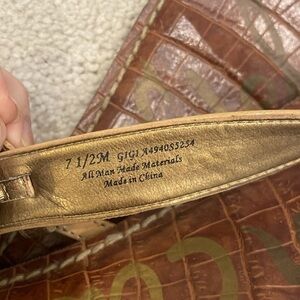 7 1/2M GIGI A4940S5254
All Man Made Materials
Made in China